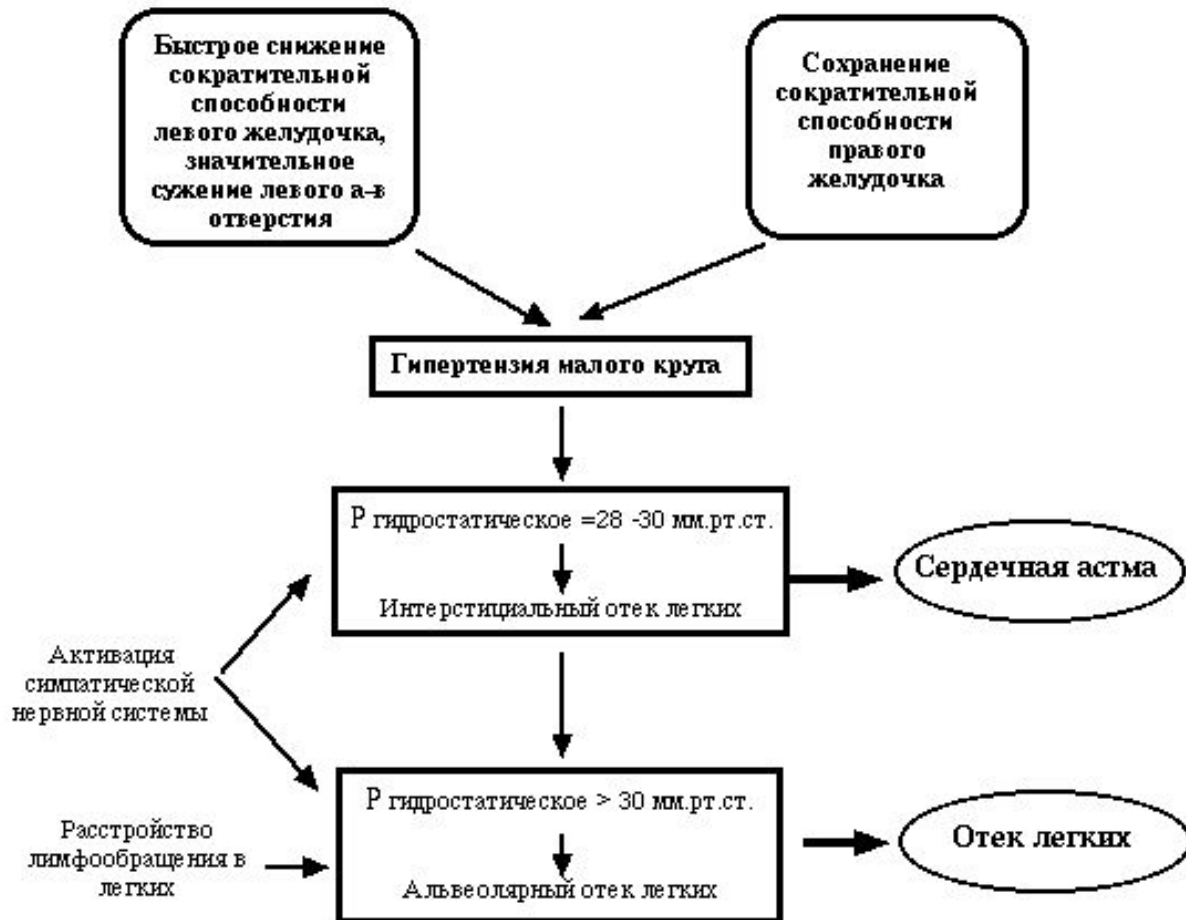 Быстрое снижение
сократительной
способности
левого желудочка,
значительное
сужение левого а-в
отверстия
Сохранение
сократительной
способности
правого
желудочка
Гипертензия малого круга
Р гидростатическое =28 -30 мм.рт.ст.
Интерстициальный отек легких
Сердечная астма
Активация
симпатической
нервной системы
Р гидростатическое > 30 мм.рт.ст.
Альвеолярный отек легких
Отек легких
Расстройство
лимфообращения в
легких